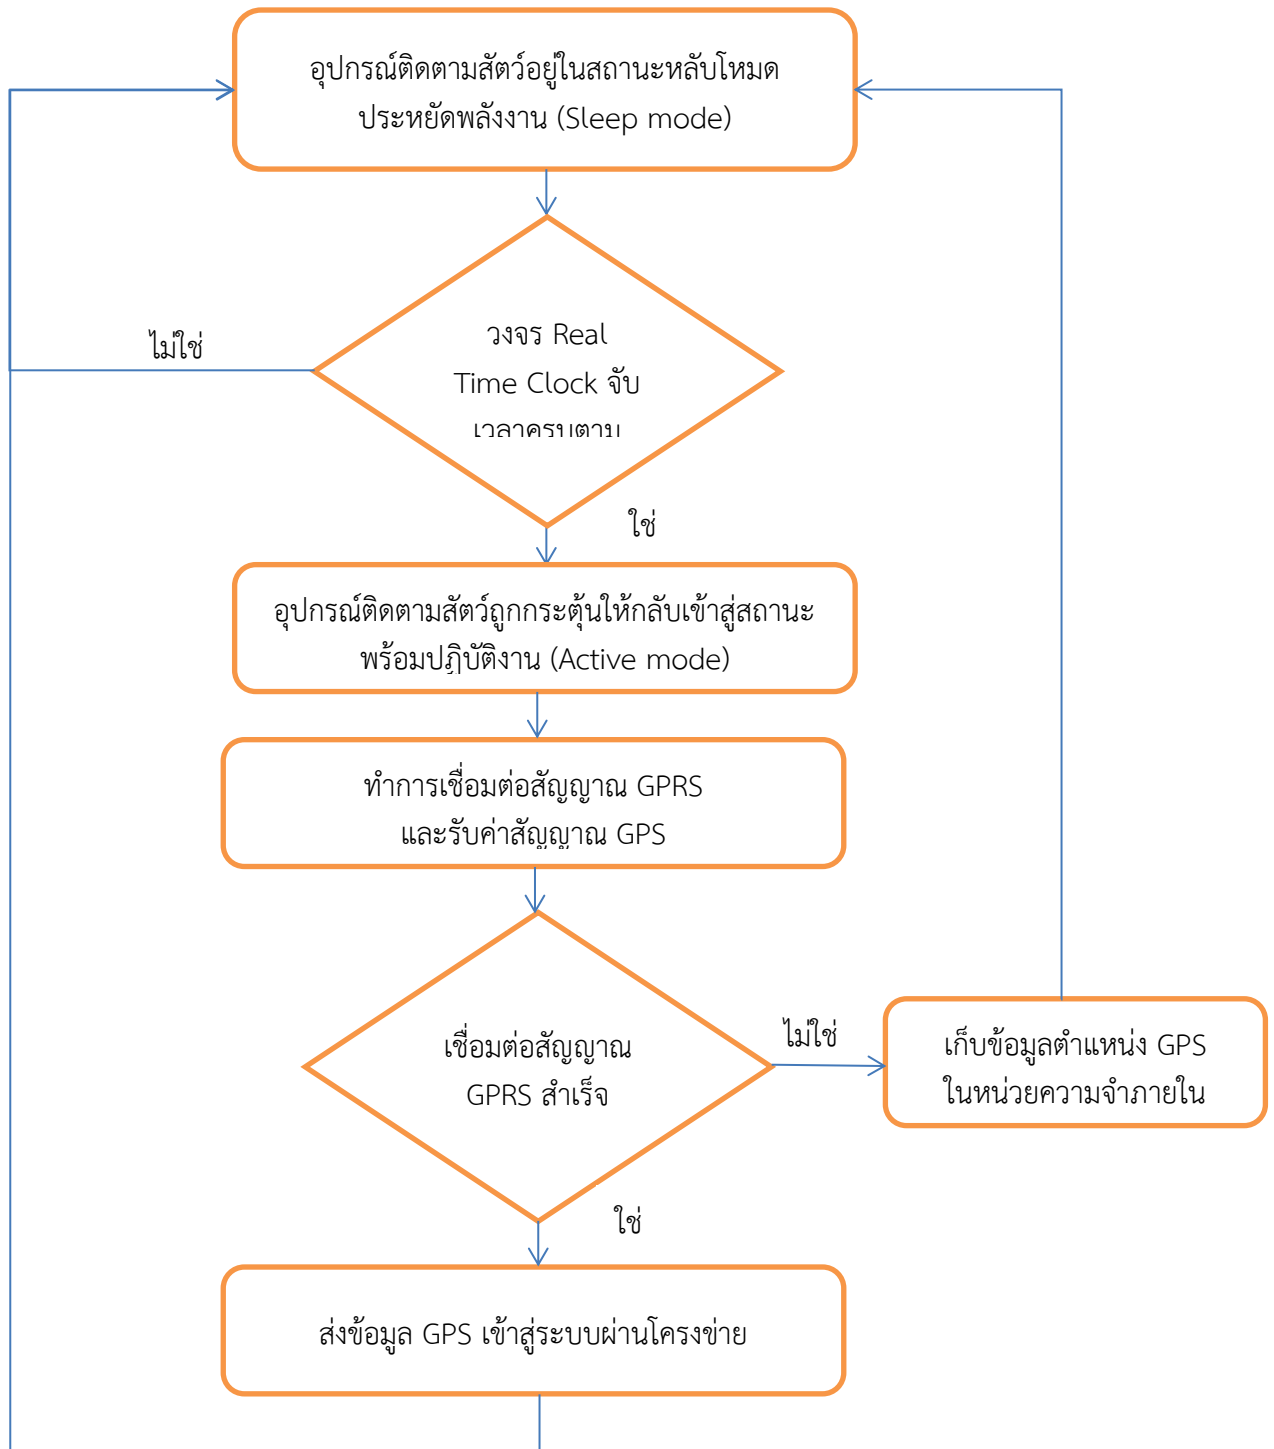 อุปกรณ์ติดตามสัตว์อยู่ในสถานะหลับโหมด
ประหยัดพลังงาน (Sleep mode)
วงจร Real
Time Clock จับ
เวลาครบตาม
ไม่ใช่
ใช่
อุปกรณ์ติดตามสัตว์ถูกกระตุ้นให้กลับเข้าสู่สถานะ
พร้อมปฏิบัติงาน (Active mode)
ทำการเชื่อมต่อสัญญาณ GPRS
และรับค่าสัญญาณ GPS
เชื่อมต่อสัญญาณ
GPRS สำเร็จ
ไม่ใช่
เก็บข้อมูลตำแหน่ง GPS
ในหน่วยความจำภายใน
ใช่
ส่งข้อมูล GPS เข้าสู่ระบบผ่านโครงข่าย